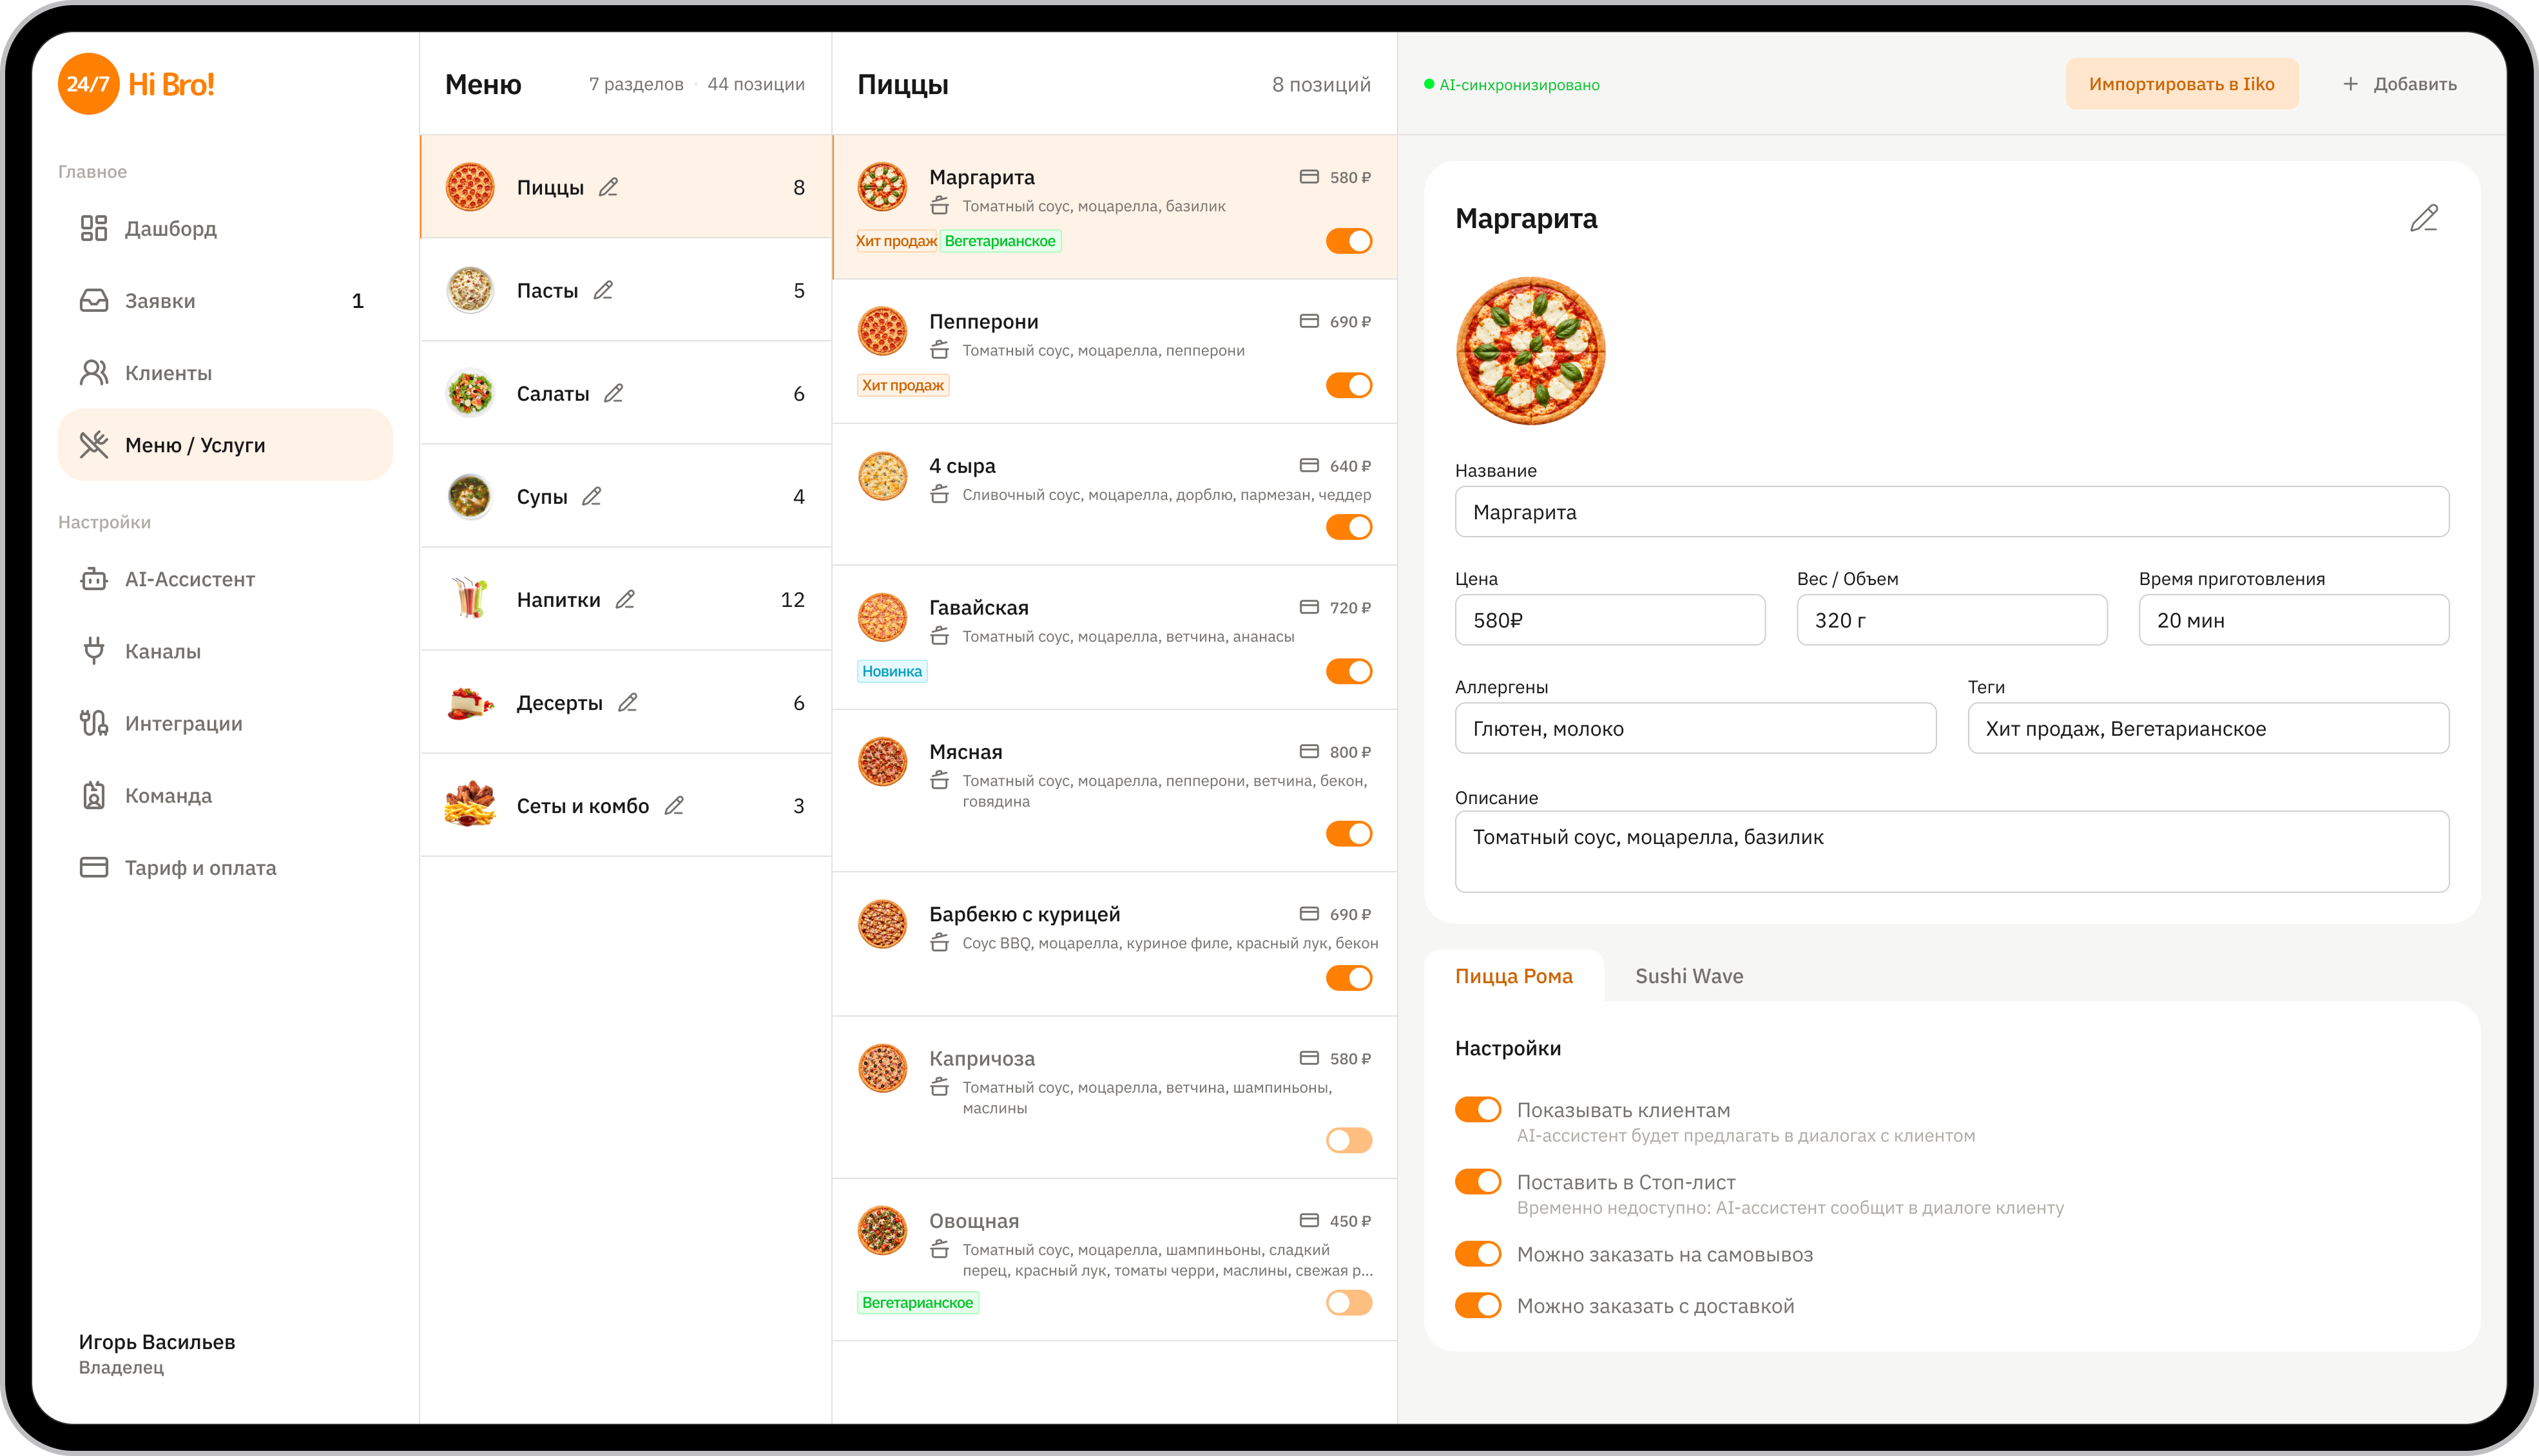 24/7 Hi Bro!
Главное
Дашборд
Заявки 1
Клиенты
Меню / Услуги
Настройки
AI-Ассистент
Каналы
Интеграции
Команда
Тариф и оплата
Игорь Васильев
Владелец
Меню 7 разделов · 44 позиции
Пиццы 8
Пасты 5
Салаты 6
Супы 4
Напитки 12
Десерты 6
Сеты и комбо 3
Пиццы 8 позиций
Маргарита 580 ₽
Томатный соус, моцарелла, базилик
Хит продаж Вегетарианское
Пепперони 690 ₽
Томатный соус, моцарелла, пепперони
Хит продаж
4 сыра 640 ₽
Сливочный соус, моцарелла, дорблю, пармезан, чеддер
Гавайская 720 ₽
Томатный соус, моцарелла, ветчина, ананасы
Новинка
Мясная 800 ₽
Томатный соус, моцарелла, пепперони, ветчина, бекон,
говядина
Барбекю с курицей 690 ₽
Соус BBQ, моцарелла, куриное филе, красный лук, бекон
Капричоза 580 ₽
Томатный соус, моцарелла, ветчина, шампиньоны,
маслины
Овощная 450 ₽
Томатный соус, моцарелла, шампиньоны, сладкий
перец, красный лук, томаты черри, маслины, свежая р...
Вегетарианское
AI-синхронизировано Импортировать в Iiko + Добавить
Маргарита
Название
Маргарита
Цена Вес / Объем Время приготовления
580₽ 320 г 20 мин
Аллергены Теги
Глютен, молоко Хит продаж, Вегетарианское
Описание
Томатный соус, моцарелла, базилик
Пицца Рома Sushi Wave
Настройки
Показывать клиентам
AI-ассистент будет предлагать в диалогах с клиентом
Поставить в Стоп-лист
Временно недоступно: AI-ассистент сообщит в диалоге клиенту
Можно заказать на самовывоз
Можно заказать с доставкой